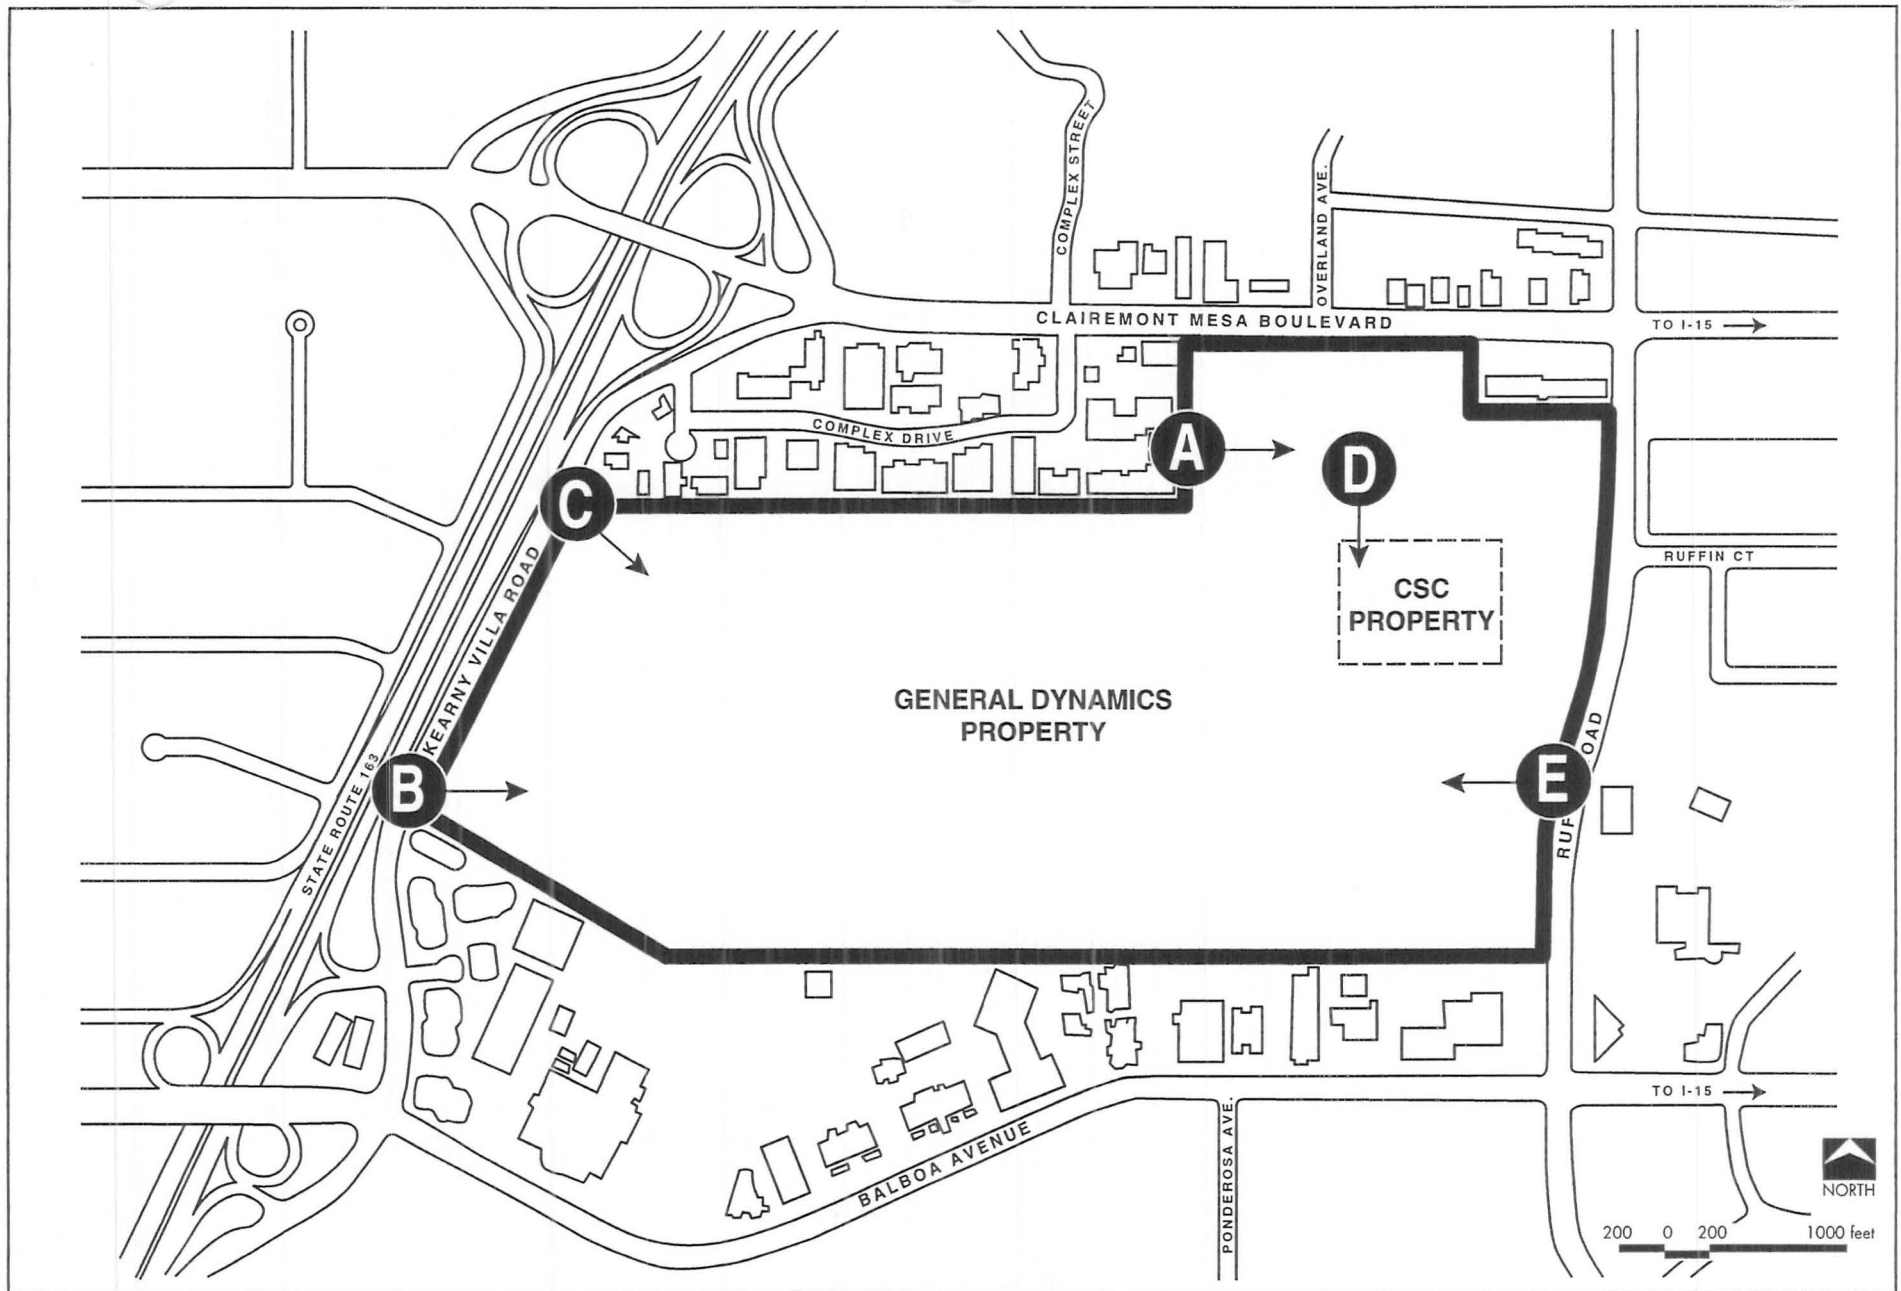 COMPLEX STREET
OVERLAND AVE.
CLAIREMONT MESA BOULEVARD
TO I-15
COMPLEX DRIVE
A
D
C
RUFFIN CT
CSC
PROPERTY
KEARNY VILLA ROAD
GENERAL DYNAMICS
PROPERTY
STATE ROUTE 163
B
E
RUF
OAD
TO I-15
BALBOA AVENUE
PONDEROSA AVE.
NORTH
200 0 200 1000 feet